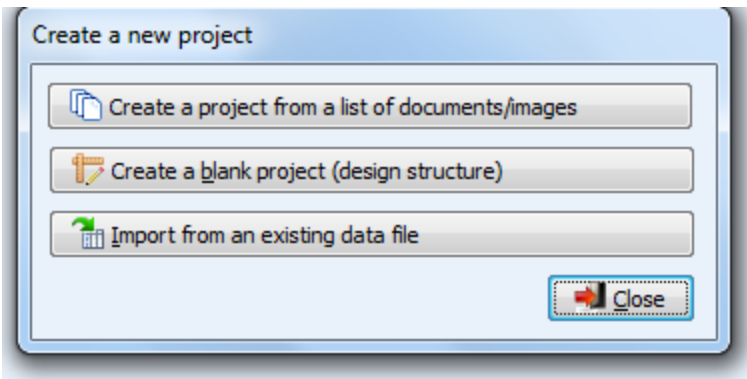 Create a new project
Create a project from a list of documents/images
Create a blank project (design structure)
Import from an existing data file
Close